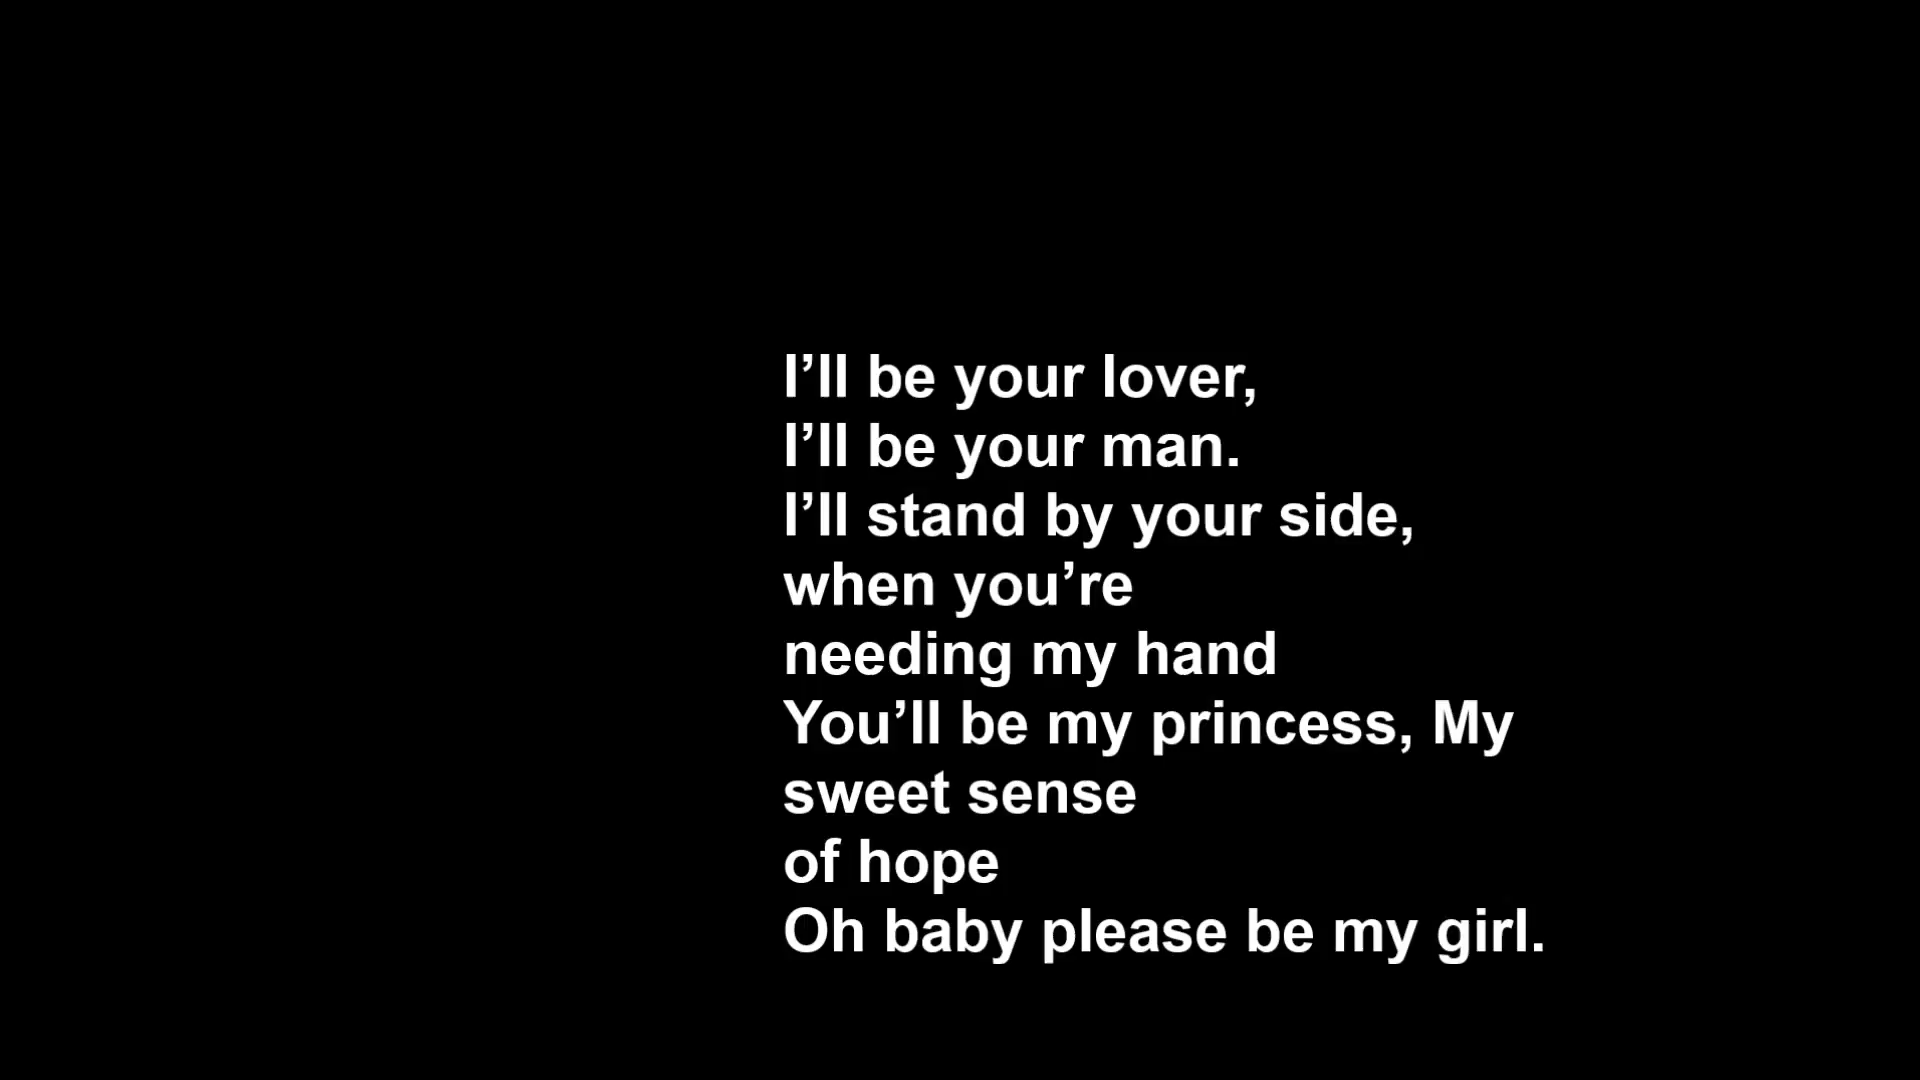 I’ll be your lover,
I’ll be your man.
I’ll stand by your side,
when you’re
needing my hand
You’ll be my princess, My
sweet sense
of hope
Oh baby please be my girl.